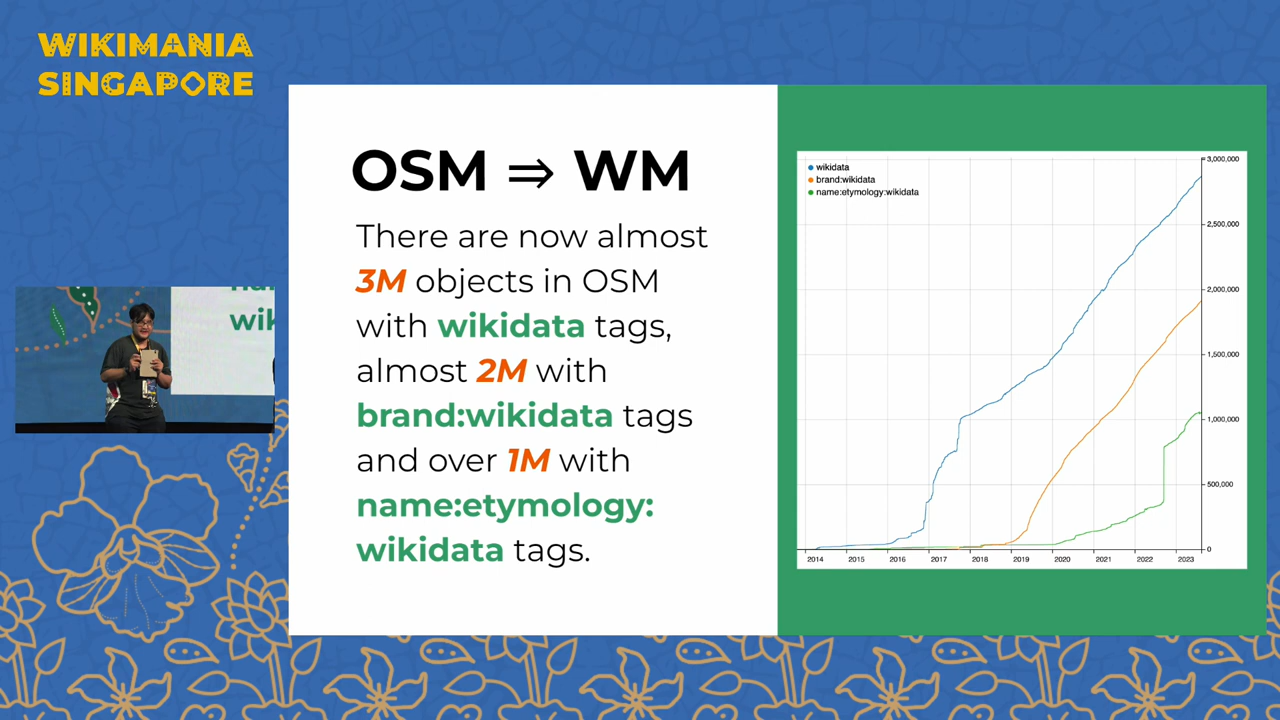 WIKIMANIA
SINGAPORE
OSM ⇒ WM
There are now almost
3M objects in OSM
with wikidata tags,
almost 2M with
brand:wikidata tags
and over 1M with
name:etymology:
wikidata tags.
wikidata
brand:wikidata
name:etymology:wikidata
3,000,000
2,500,000
2,000,000
1,500,000
1,000,000
500,000
0
2014 2015 2016 2017 2018 2019 2020 2021 2022 2023
wik